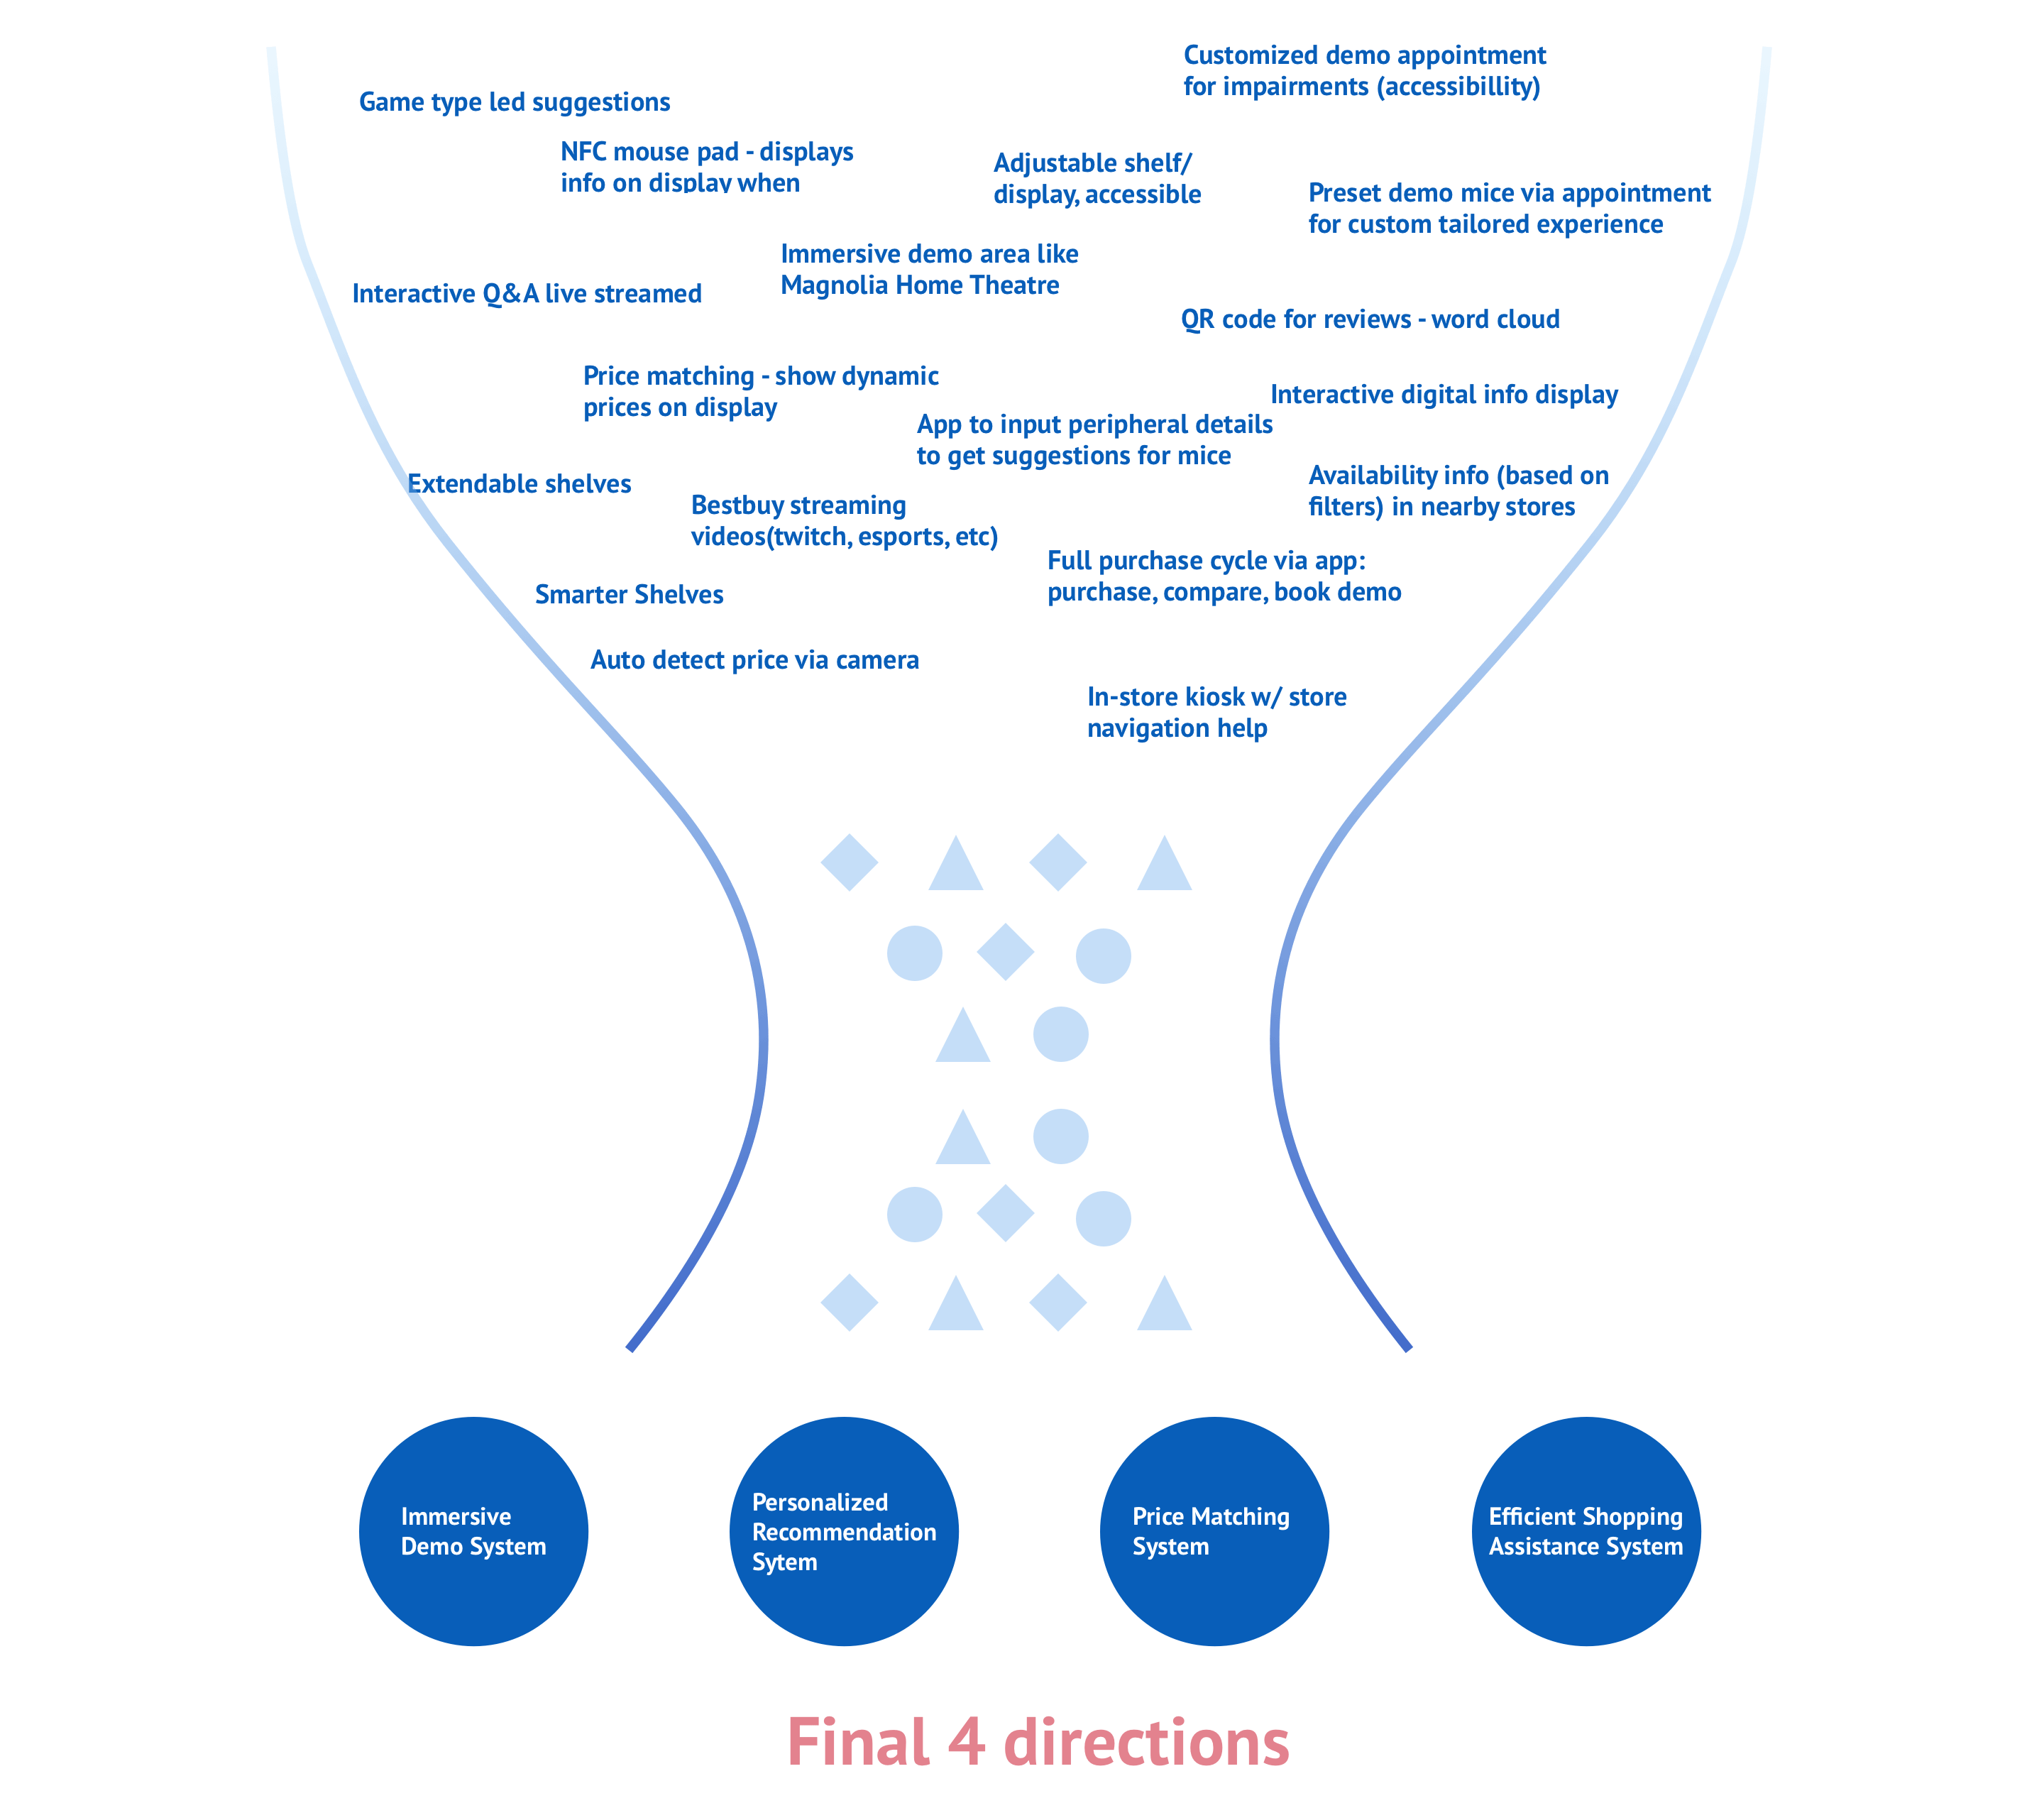 Customized demo appointment
for impairments (accessibillity)
Game type led suggestions
NFC mouse pad - displays
info on display when
Adjustable shelf/
display, accessible
Preset demo mice via appointment
for custom tailored experience
Immersive demo area like
Magnolia Home Theatre
Interactive Q&A live streamed
QR code for reviews - word cloud
Price matching - show dynamic
prices on display
Interactive digital info display
App to input peripheral details
to get suggestions for mice
Extendable shelves
Availability info (based on
filters) in nearby stores
Bestbuy streaming
videos(twitch, esports, etc)
Full purchase cycle via app:
purchase, compare, book demo
Smarter Shelves
Auto detect price via camera
In-store kiosk w/ store
navigation help
Immersive
Demo System
Personalized
Recommendation
Sytem
Price Matching
System
Efficient Shopping
Assistance System
Final 4 directions